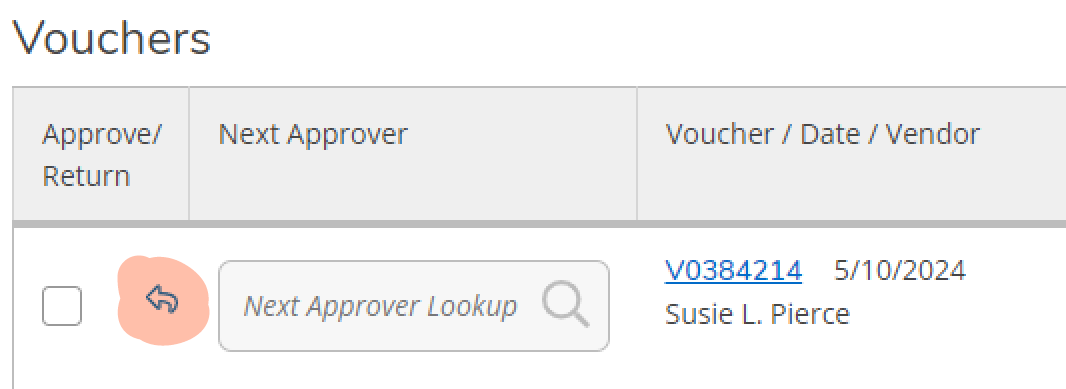 Vouchers
Approve/
Return
Next Approver
Voucher / Date / Vendor
Next Approver Lookup
V0384214 5/10/2024
Susie L. Pierce